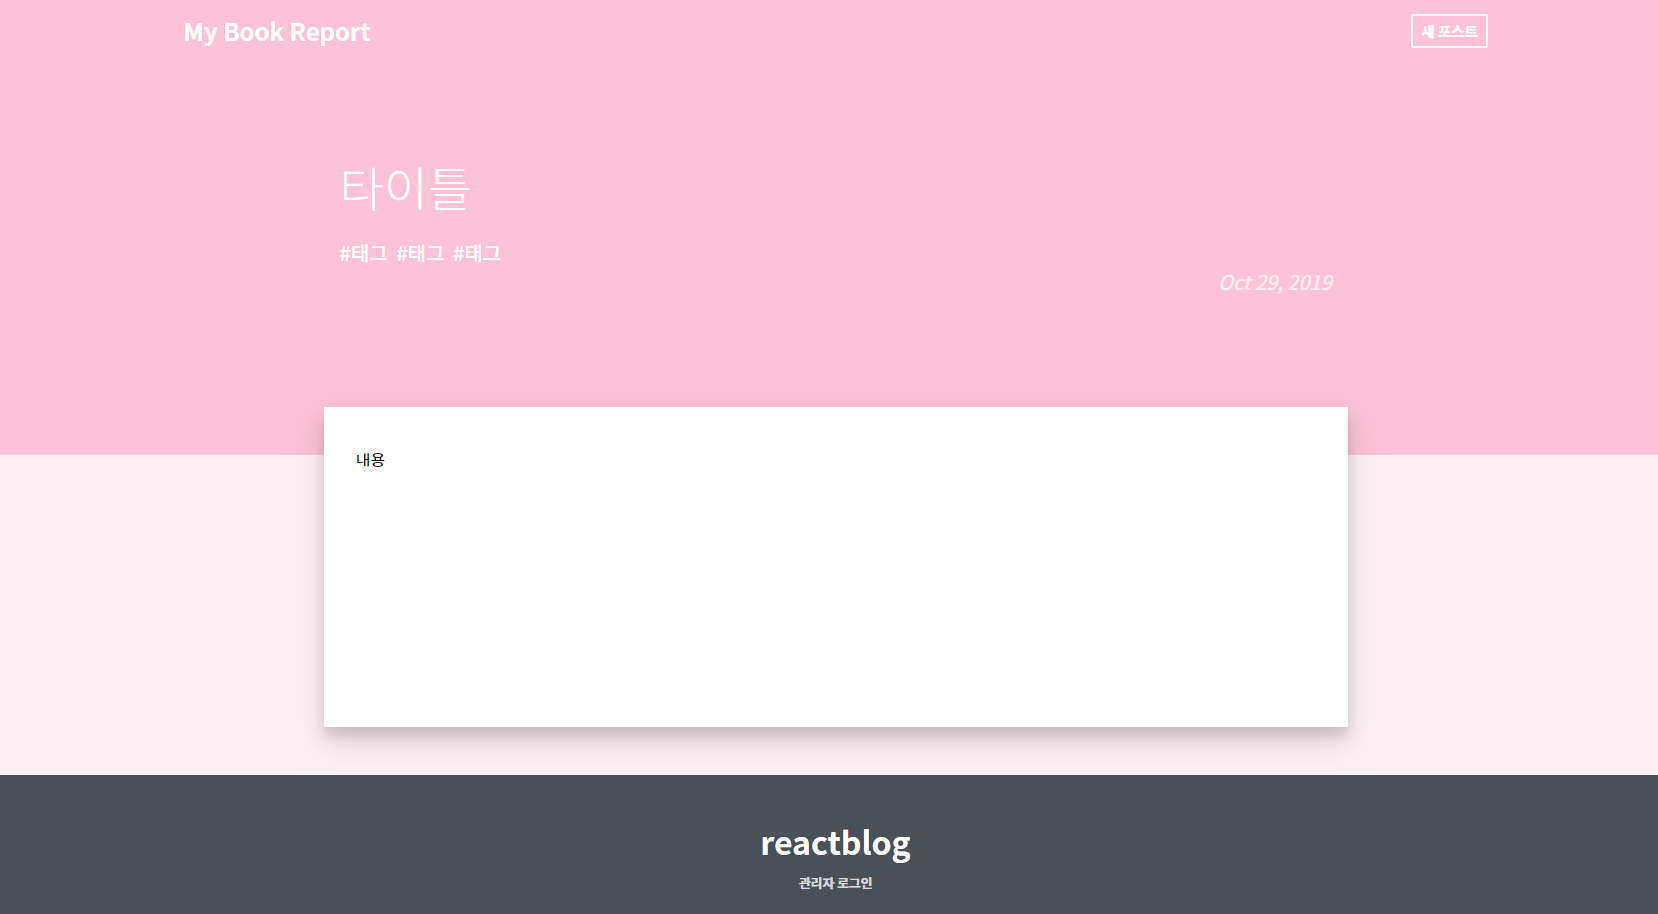 My Book Report
새 포스트
타이틀
#태그 #태그 #태그
Oct 29, 2019
내용
reactblog
관리자 로그인